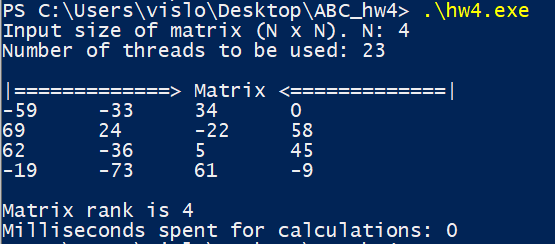 PS C:\Users\vislo\Desktop\ABC_hw4> .\hw4.exe
Input size of matrix (N x N). N: 4
Number of threads to be used: 23
|=============> Matrix <=============|
-59 -33 34 0
69 24 -22 58
62 -36 5 45
-19 -73 61 -9
Matrix rank is 4
Milliseconds spent for calculations: 0